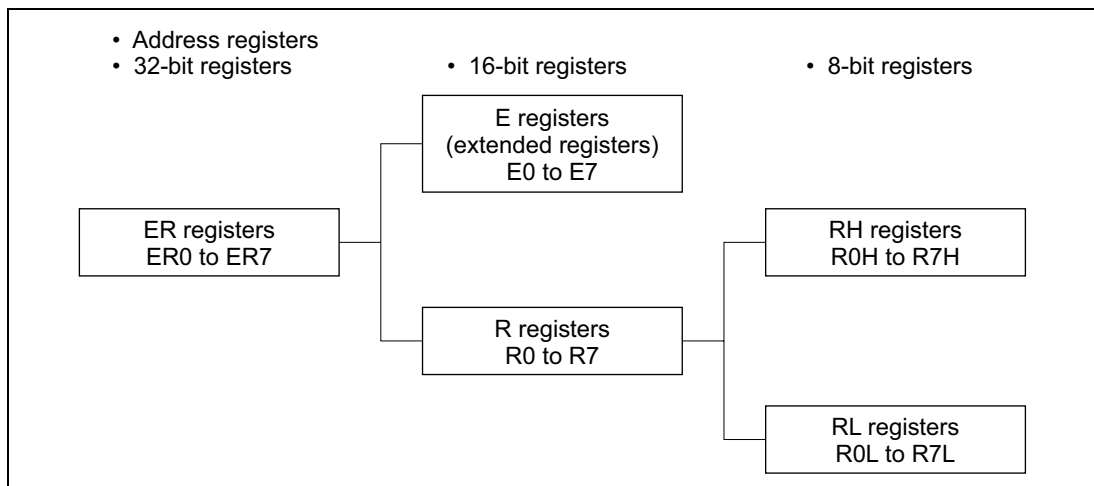 • Address registers
• 32-bit registers
• 16-bit registers
• 8-bit registers
E registers
(extended registers)
E0 to E7
ER registers
ER0 to ER7
RH registers
R0H to R7H
R registers
R0 to R7
RL registers
R0L to R7L